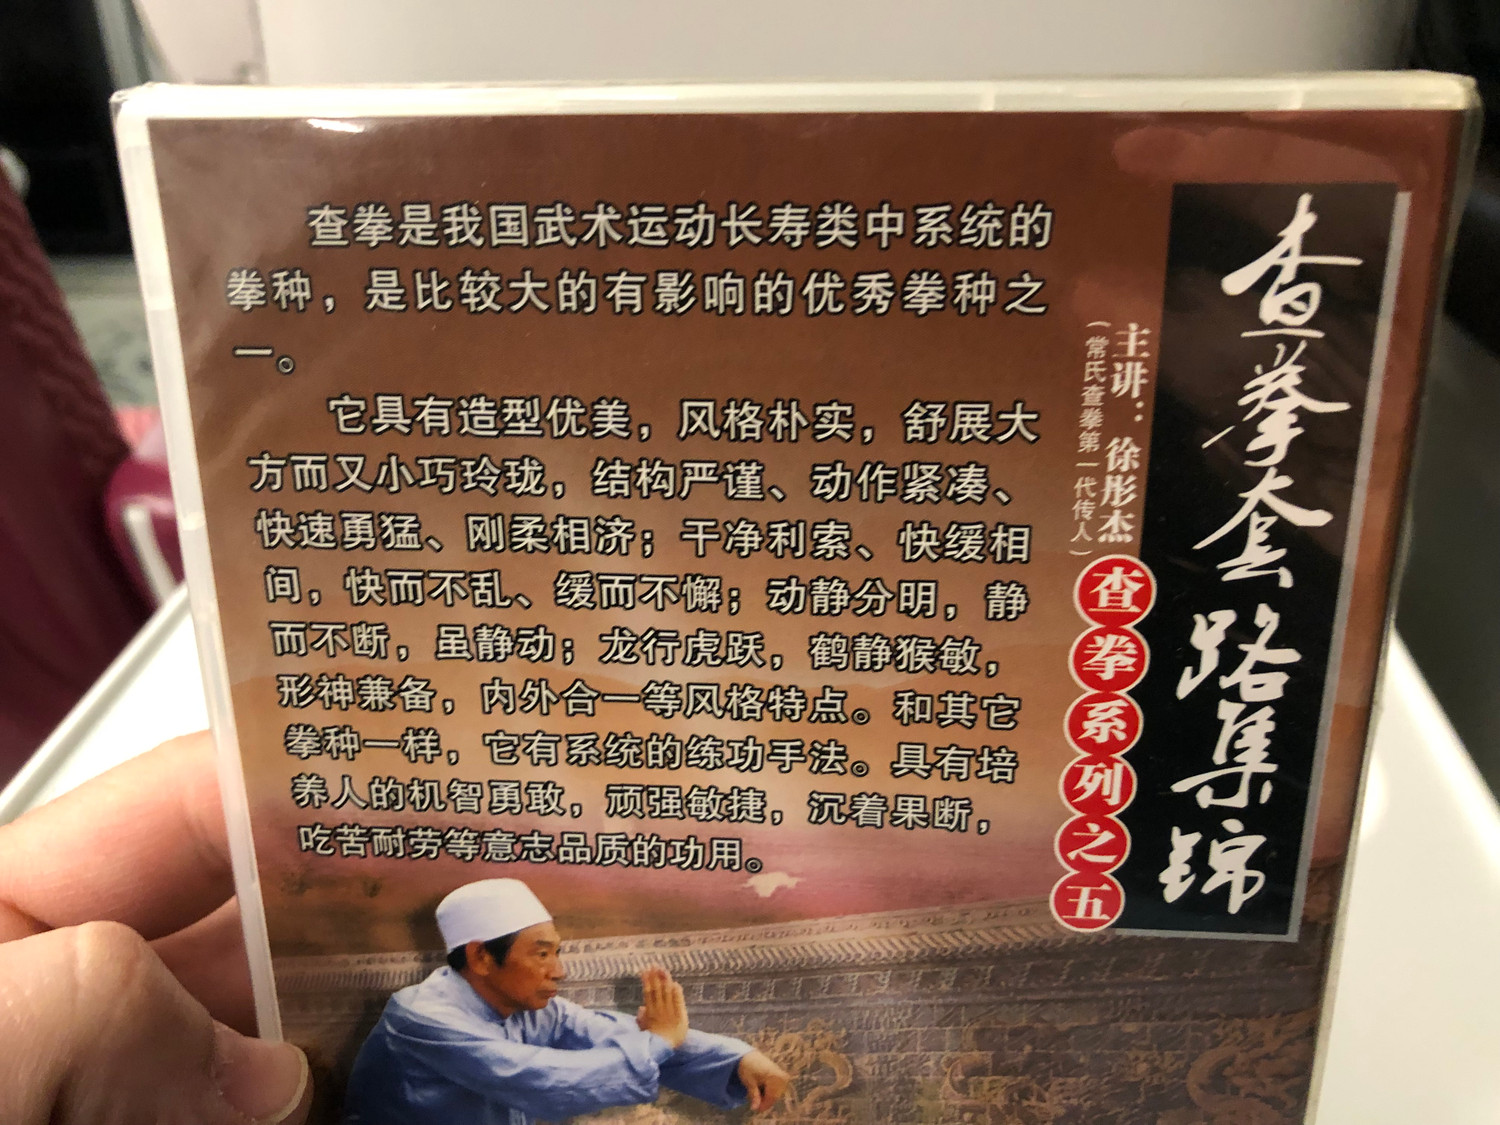 查拳是我国武术运动长寿类中系统的
拳种，是比较大的有影响的优秀拳种之
一。
它具有造型优美，风格朴实，舒展大
方而又小巧玲珑，结构严谨、动作紧凑、
快速勇猛、刚柔相济；干净利索、快缓相
间，快而不乱、缓而不懈；动静分明，静
而不断，虽静动；龙行虎跃，鹤静猴敏，
形神兼备，内外合一等风格特点。和其它
拳种一样，它有系统的练功手法。具有培
养人的机智勇敢，顽强敏捷，沉着果断，
吃苦耐劳等意志品质的功用。
查拳套路集锦
主讲：徐彤杰
（常氏查拳第一代传人）
查拳系列之五